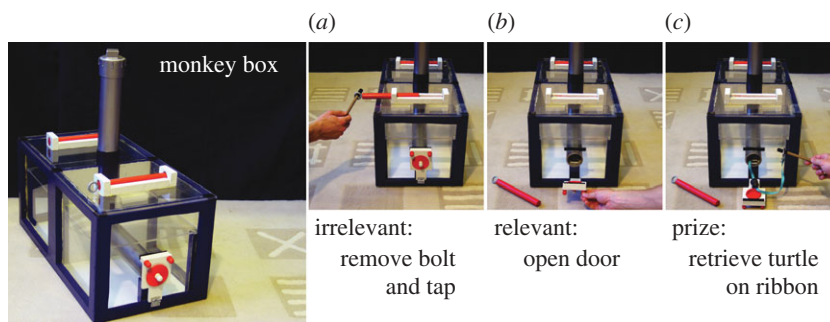 monkey box
(a)
(b)
(c)
irrelevant:
remove bolt
and tap
relevant:
open door
prize:
retrieve turtle
on ribbon